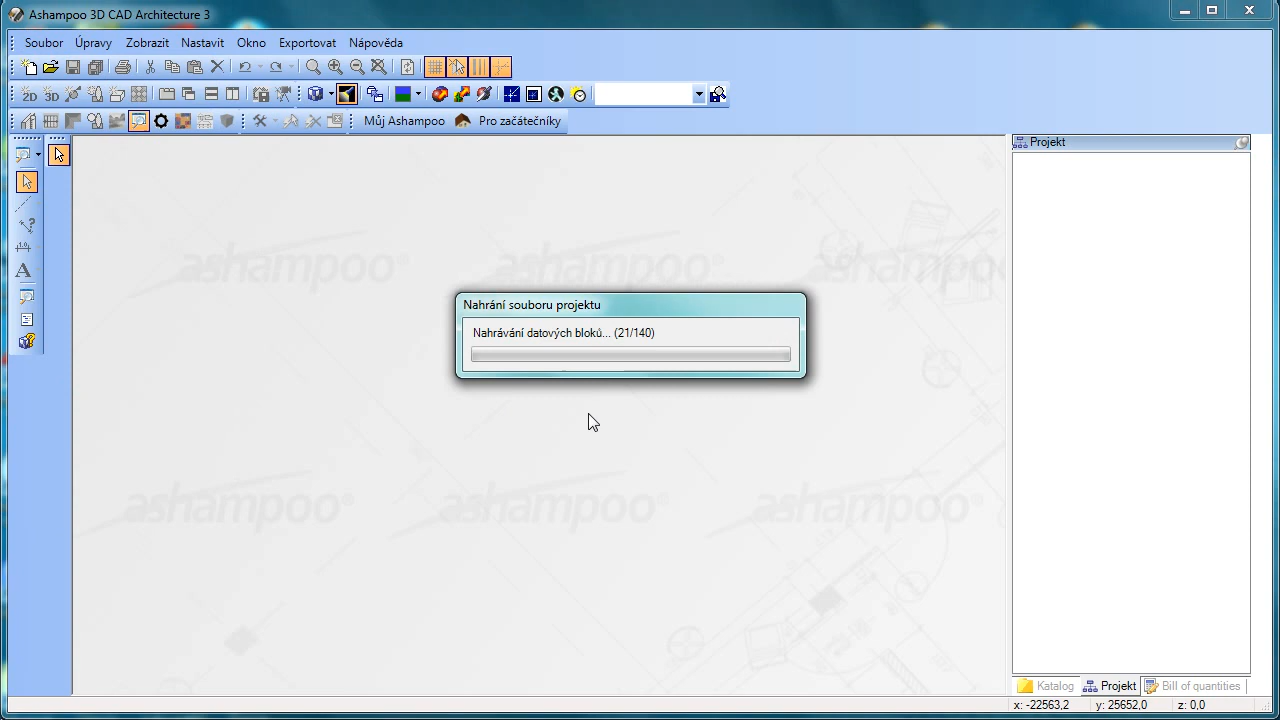 Ashampoo 3D CAD Architecture 3
Soubor Úpravy Zobrazit Nastavit Okno Exportovat Nápověda
2D 3D
Můj Ashampoo Pro začátečníky
Projekt
ashampoo® ashampoo® ashampoo
Nahrání souboru projektu
Nahrávání datových bloků... (21/140)
A
ashampoo® ashampoo® ashampoo®
Katalog Projekt Bill of quantities
x: -22563,2 y: 25652,0 z: 0,0